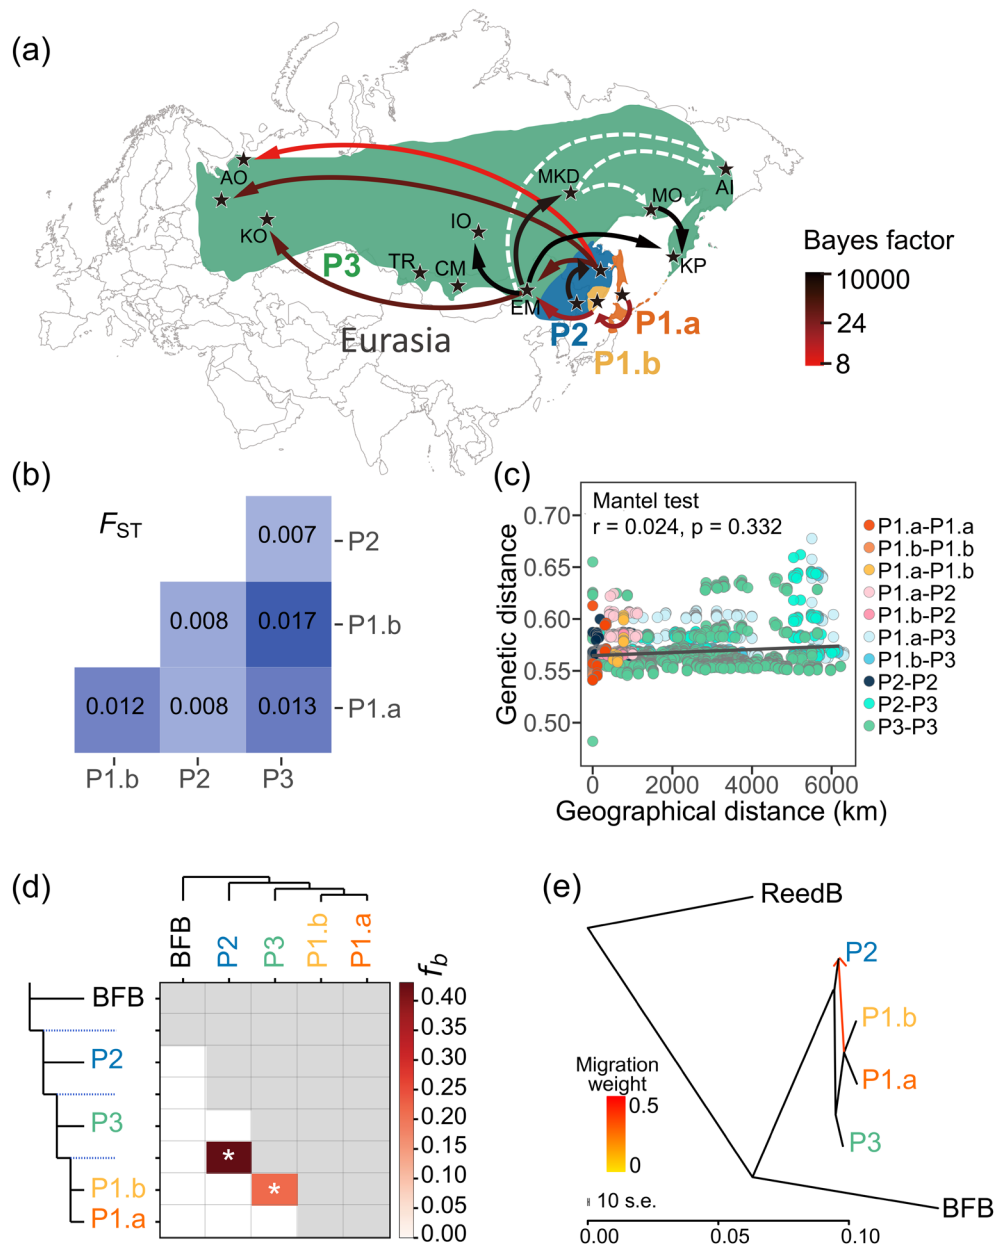 (a)
AO
KO
P3
TR
CM
IO
EM
MKD
MO
AI
KP
P2
P1.a
P1.b
Eurasia
Bayes factor
10000
24
8
(b)
FST
0.007
P2
0.008
0.017
P1.b
0.012
0.008
0.013
P1.a
P1.b
P2
P3
(c)
Mantel test
r = 0.024, p = 0.332
Genetic distance
0.70
0.65
0.60
0.55
0.50
0
2000
4000
6000
Geographical distance (km)
P1.a-P1.a
P1.b-P1.b
P1.a-P1.b
P1.a-P2
P1.b-P2
P1.a-P3
P1.b-P3
P2-P2
P2-P3
P3-P3
(d)
BFB
P2
P3
P1.b
P1.a
BFB
P2
P3
P1.b
P1.a
*
*
fb
0.40
0.35
0.30
0.25
0.20
0.15
0.10
0.05
0.00
(e)
ReedB
P2
P1.b
P1.a
P3
BFB
Migration
weight
0.5
0
10 s.e.
0.00
0.05
0.10